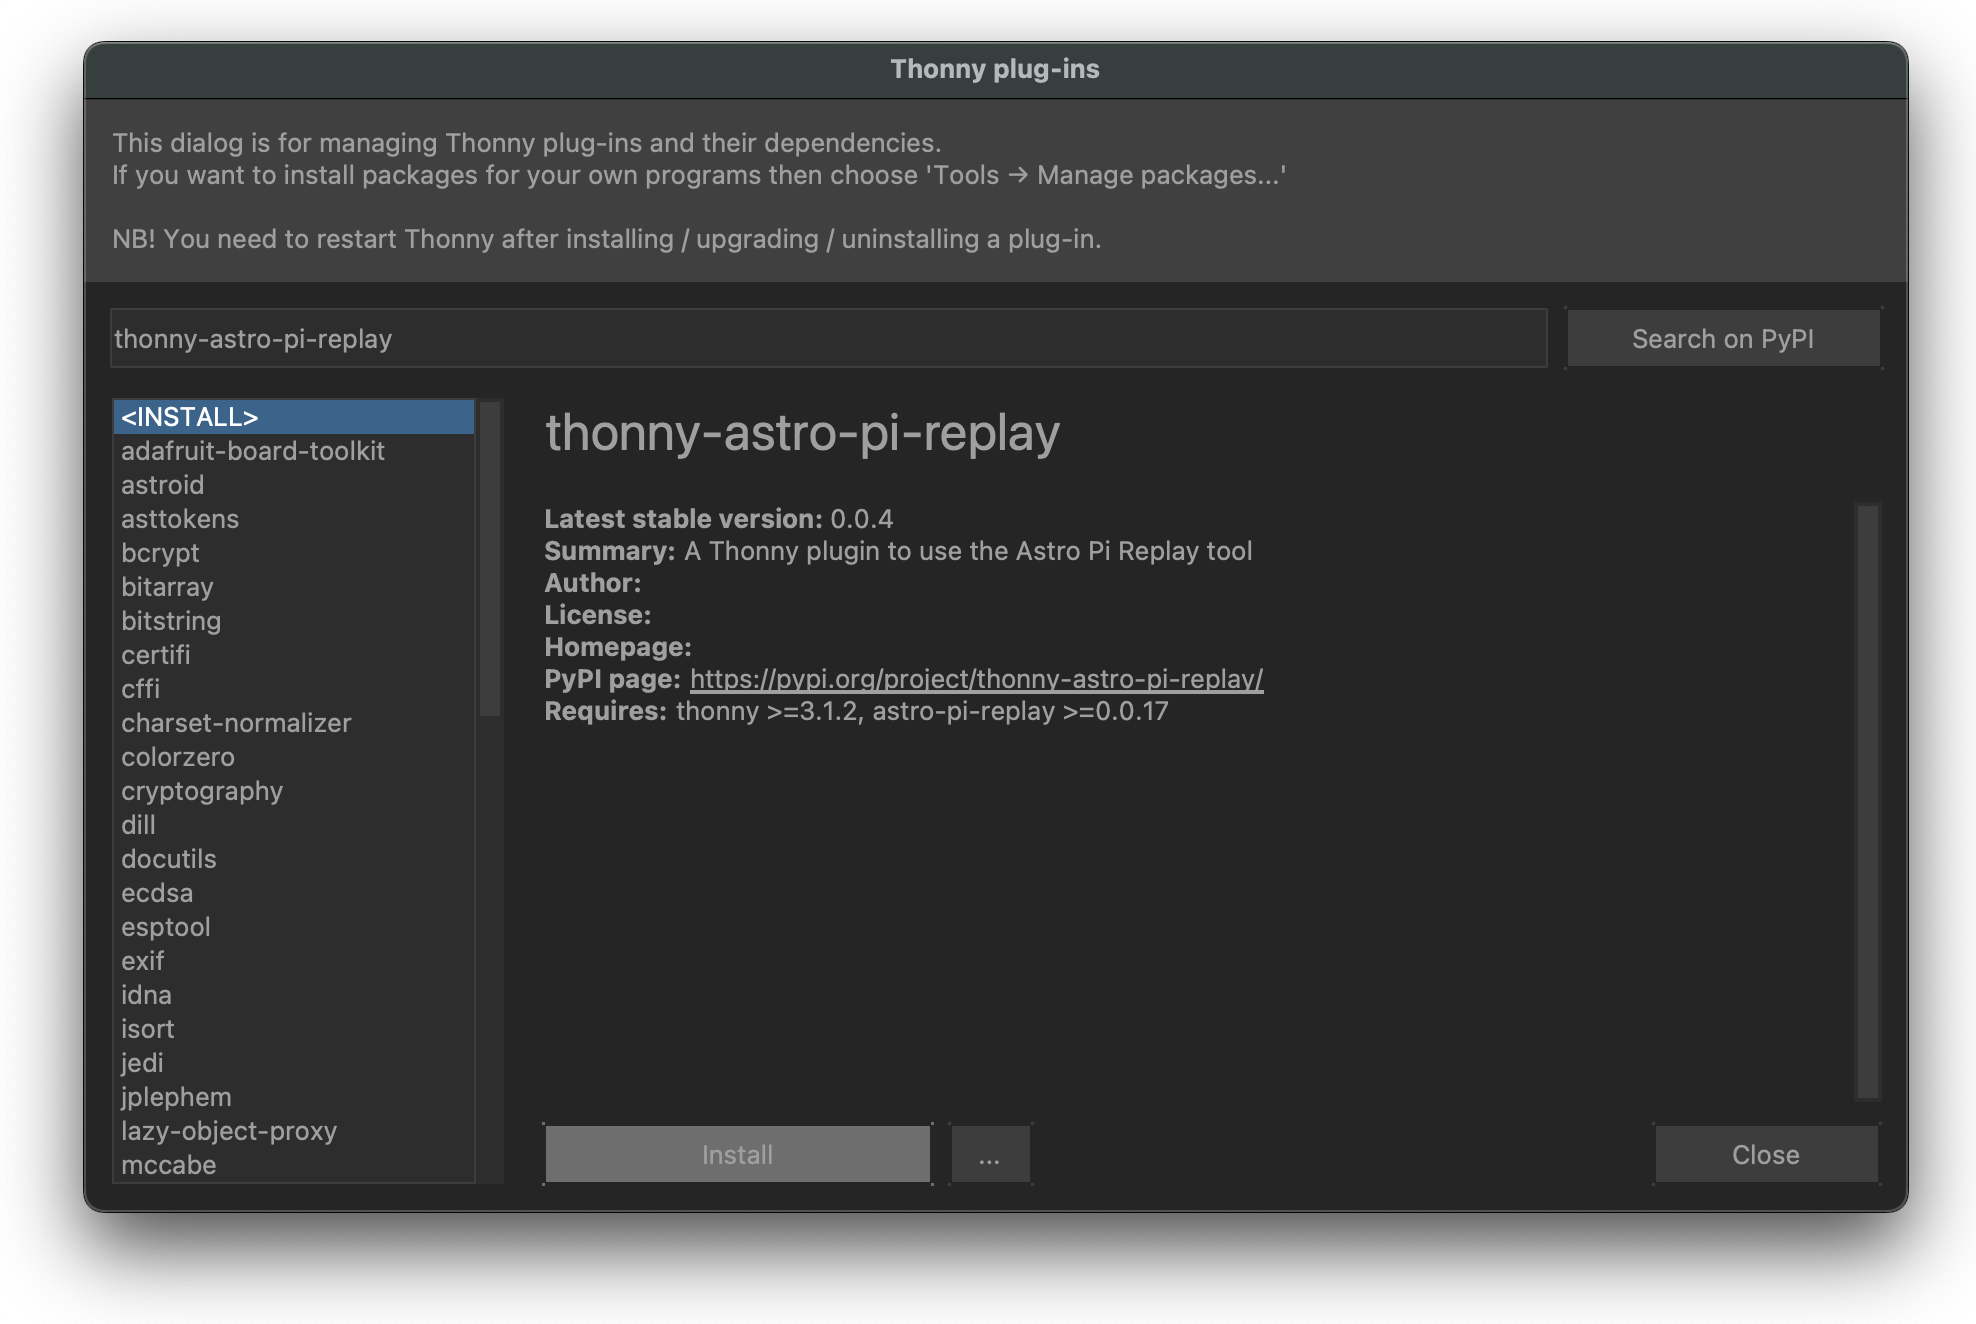 Thonny plug-ins
This dialog is for managing Thonny plug-ins and their dependencies.
If you want to install packages for your own programs then choose 'Tools → Manage packages...'
NB! You need to restart Thonny after installing / upgrading / uninstalling a plug-in.
thonny-astro-pi-replay
Search on PyPI
<INSTALL>
adafruit-board-toolkit
astroid
asttokens
bcrypt
bitarray
bitstring
certifi
cffi
charset-normalizer
colorzero
cryptography
dill
docutils
ecdsa
esptool
exif
idna
isort
jedi
jplephem
lazy-object-proxy
mccabe
thonny-astro-pi-replay
Latest stable version: 0.0.4
Summary: A Thonny plugin to use the Astro Pi Replay tool
Author:
License:
Homepage:
PyPI page: https://pypi.org/project/thonny-astro-pi-replay/
Requires: thonny >=3.1.2, astro-pi-replay >=0.0.17
Install
...
Close